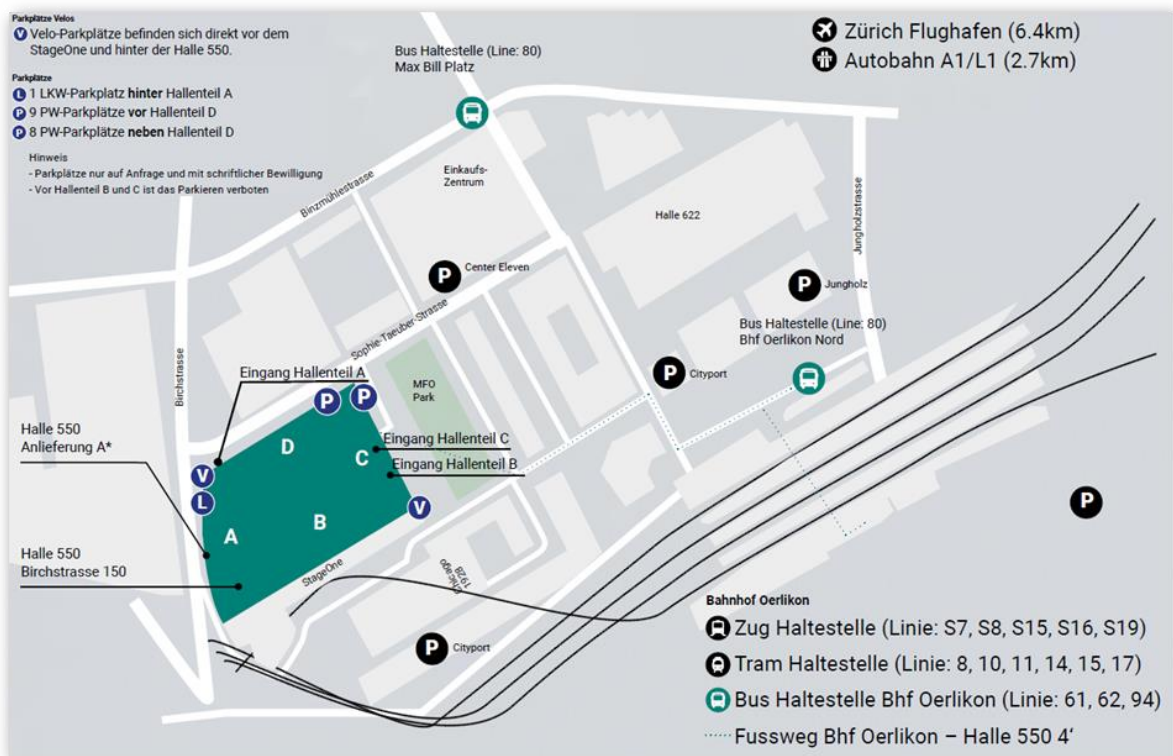 Parkplätze Velos
V Velo-Parkplätze befinden sich direkt vor dem
StageOne und hinter der Halle 550.
Parkplätze
L 1 LKW-Parkplatz hinter Hallenteil A
P 9 PW-Parkplätze vor Hallenteil D
P 8 PW-Parkplätze neben Hallenteil D
Hinweis
- Parkplätze nur auf Anfrage und mit schriftlicher Bewilligung
- Vor Hallenteil B und C ist das Parkieren verboten
Bus Haltestelle (Line: 80)
Max Bill Platz
Zürich Flughafen (6.4km)
Autobahn A1/L1 (2.7km)
Binzmühlestrasse
Einkaufs-
Zentrum
Halle 622
Jungholzstrasse
P Center Eleven
P Jungholz
Sophie-Taeuber-Strasse
Bus Haltestelle (Line: 80)
Bhf Oerlikon Nord
Birchstrasse
Eingang Hallenteil A
MFO
Park
P Cityport
P
P
Halle 550
Anlieferung A*
D
C
Eingang Hallenteil C
Eingang Hallenteil B
V
L
V
P
A
B
Halle 550
Birchstrasse 150
StageOne
Chicago
1928
P Cityport
Bahnhof Oerlikon
Zug Haltestelle (Linie: S7, S8, S15, S16, S19)
Tram Haltestelle (Linie: 8, 10, 11, 14, 15, 17)
Bus Haltestelle Bhf Oerlikon (Linie: 61, 62, 94)
Fussweg Bhf Oerlikon – Halle 550 4‘